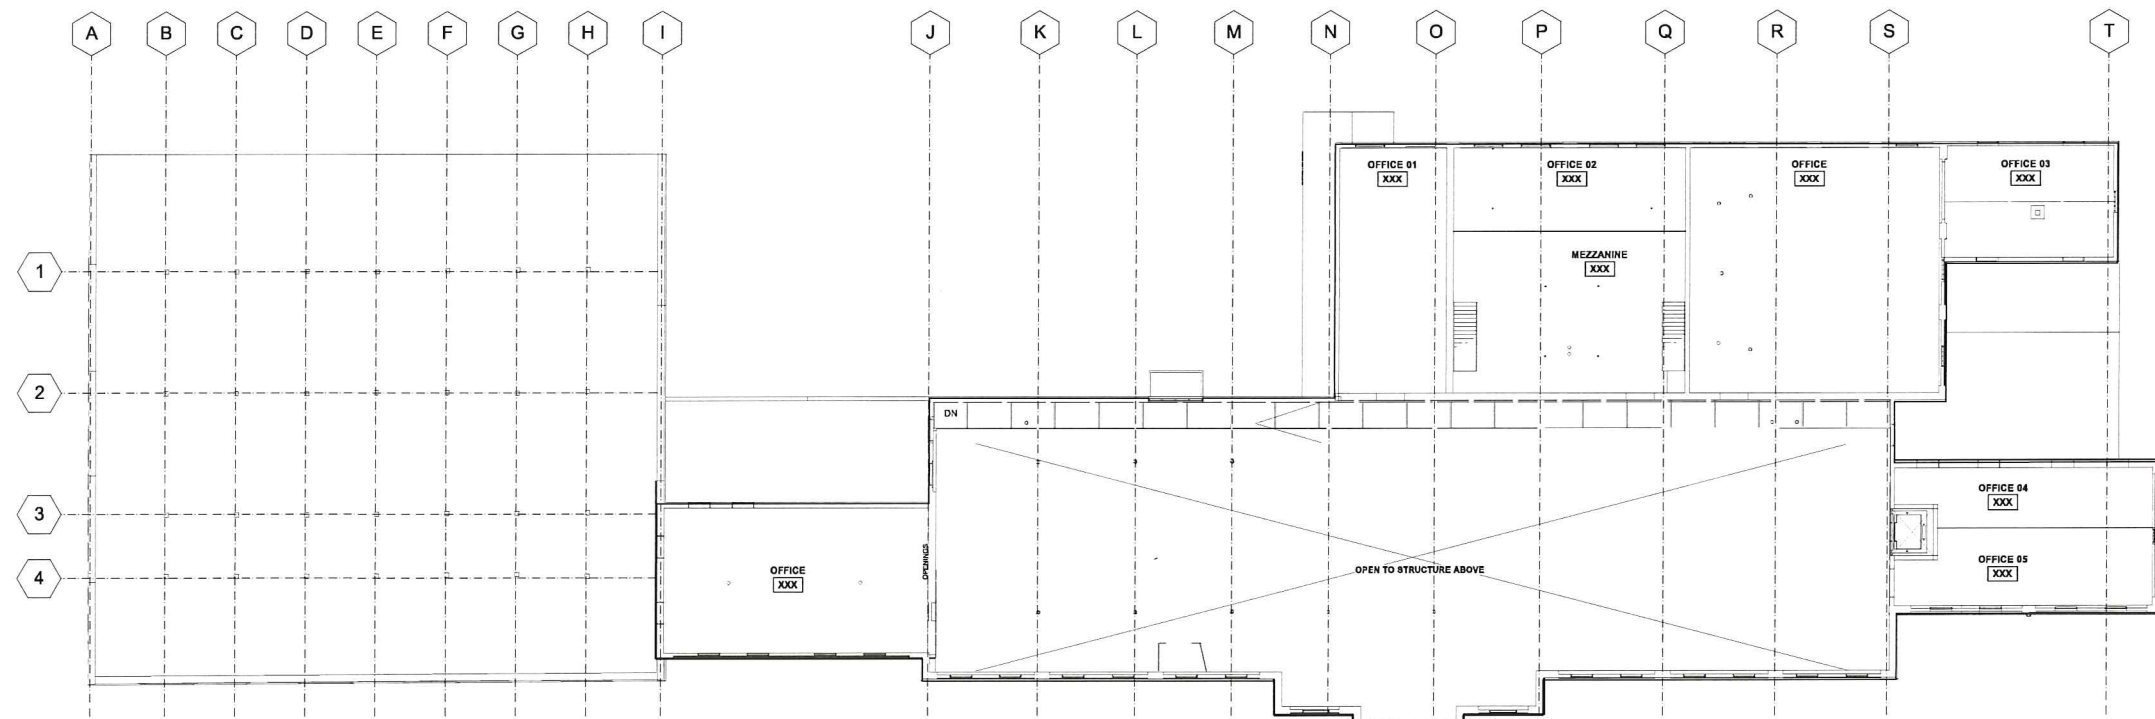 A B C D E F G H I J K L M N O P Q R S T
OFFICE 01
XXX
OFFICE 02
XXX
OFFICE
XXX
OFFICE 03
XXX
1
MEZZANINE
XXX
2
DN
3
OFFICE 04
XXX
4
OFFICE
XXX
OPENINGS
OPEN TO STRUCTURE ABOVE
OFFICE 05
XXX